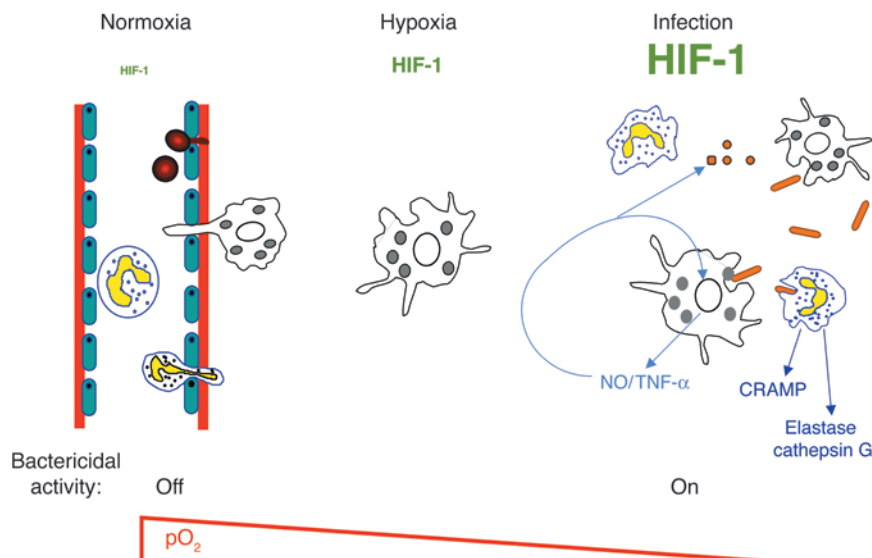 Normoxia
Hypoxia
Infection
HIF-1
HIF-1
HIF-1
NO/TNF-α
CRAMP
Elastase
cathepsin G
Bactericidal
activity:
Off
On
pO₂